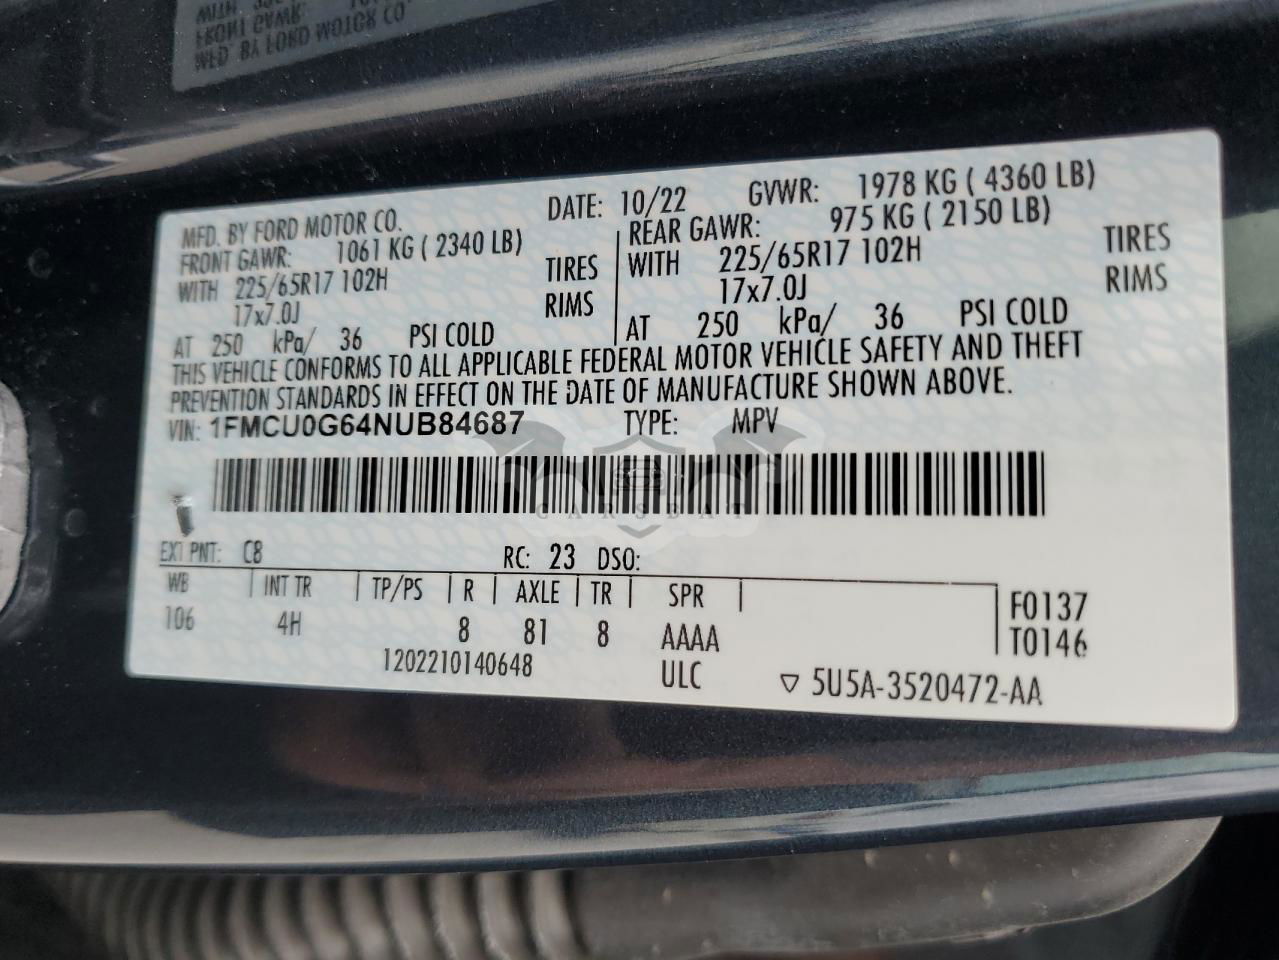 MFD. BY FORD MOTOR CO. DATE: 10/22 GVWR: 1978 KG ( 4360 LB)
FRONT GAWR: 1061 KG ( 2340 LB) REAR GAWR: 975 KG ( 2150 LB)
WITH 225/65R17 102H TIRES WITH 225/65R17 102H TIRES
17x7.0J RIMS 17x7.0J RIMS
AT 250 kPa/ 36 PSI COLD AT 250 kPa/ 36 PSI COLD
THIS VEHICLE CONFORMS TO ALL APPLICABLE FEDERAL MOTOR VEHICLE SAFETY AND THEFT
PREVENTION STANDARDS IN EFFECT ON THE DATE OF MANUFACTURE SHOWN ABOVE.
VIN: 1FMCU0G64NUB84687 TYPE: MPV
CARSBAT
EXT PNT: C8 RC: 23 DSO:
WB INT TR TP/PS R AXLE TR SPR F0137
106 4H 8 81 8 AAAA T0146
1202210140648 ULC ▽ 5U5A-3520472-AA